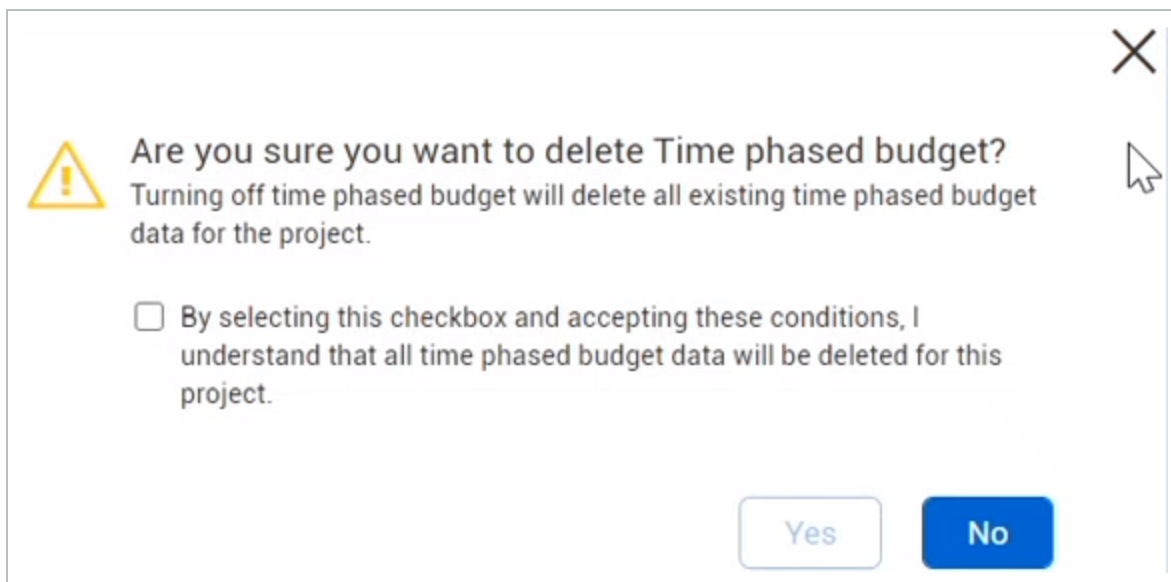 Are you sure you want to delete Time phased budget?
Turning off time phased budget will delete all existing time phased budget
data for the project.
By selecting this checkbox and accepting these conditions, I
understand that all time phased budget data will be deleted for this
project.
Yes
No